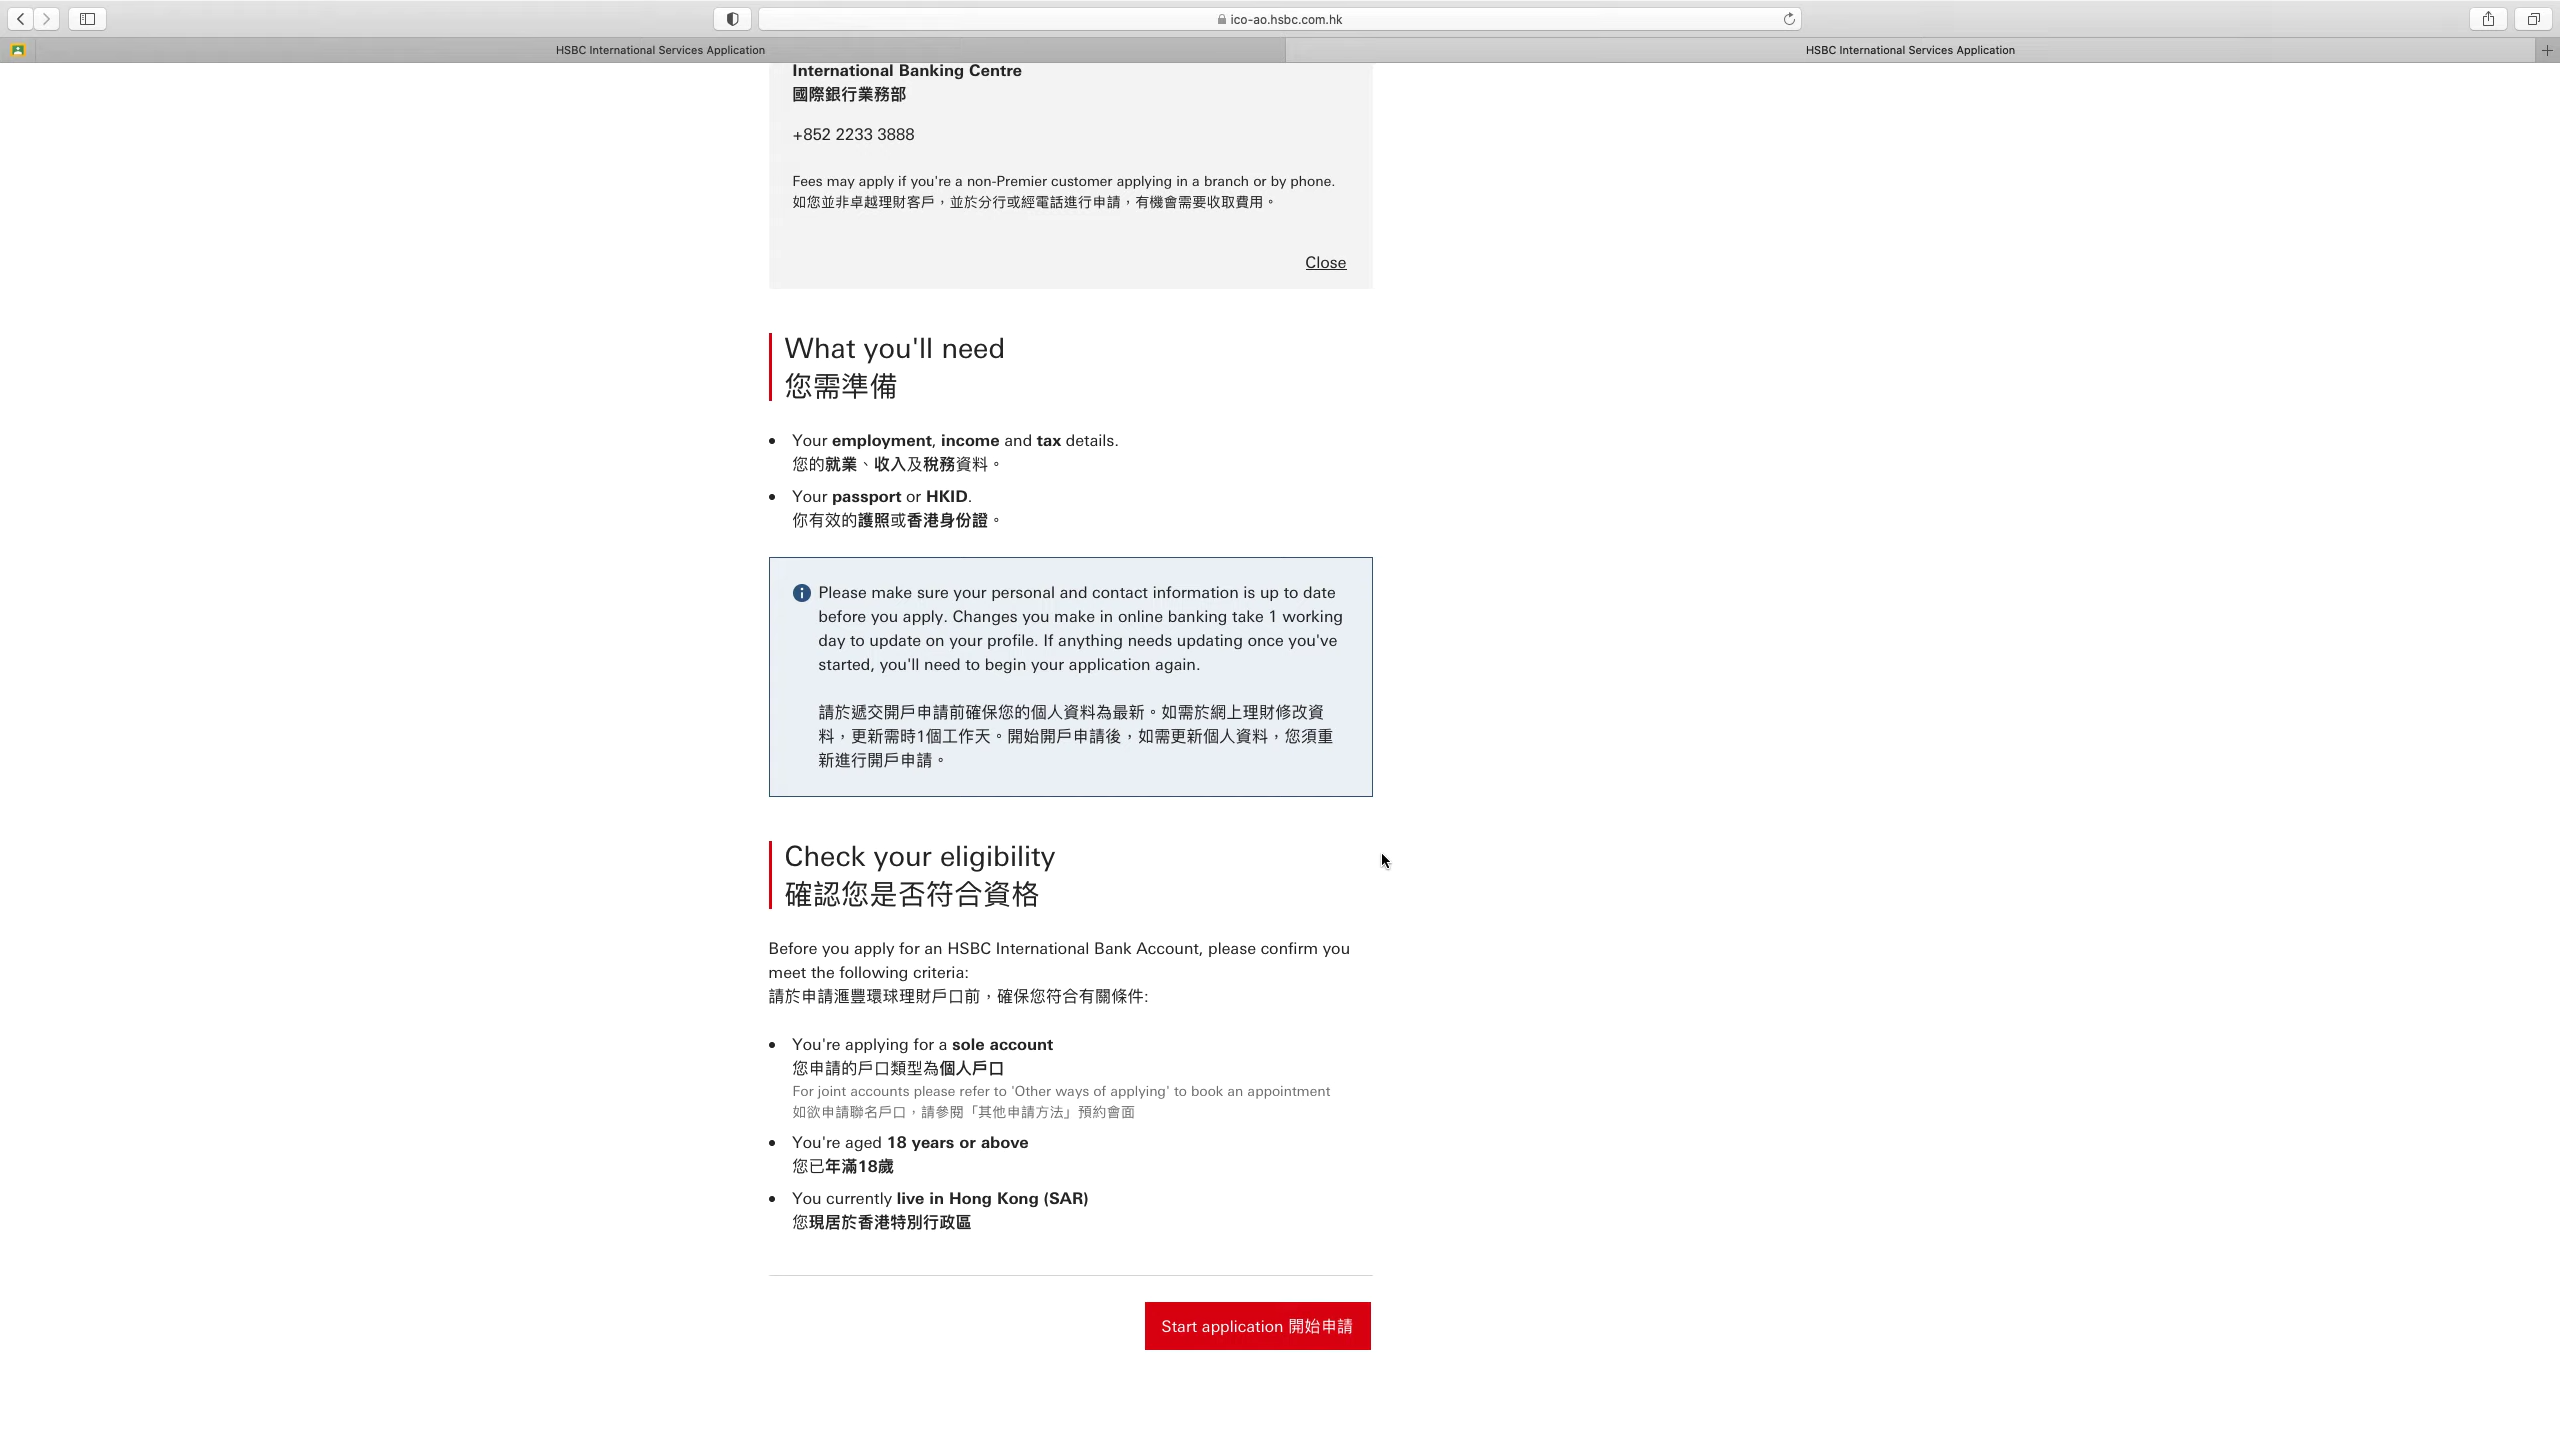 ico-ao.hsbc.com.hk
HSBC International Services Application
HSBC International Services Application
International Banking Centre
國際銀行業務部
+852 2233 3888
Fees may apply if you're a non-Premier customer applying in a branch or by phone.
如您並非卓越理財客戶，並於分行或經電話進行申請，有機會需要收取費用。
Close
What you'll need
您需準備
• Your employment, income and tax details.
您的就業、收入及稅務資料。
• Your passport or HKID.
你有效的護照或香港身份證。
Please make sure your personal and contact information is up to date
before you apply. Changes you make in online banking take 1 working
day to update on your profile. If anything needs updating once you've
started, you'll need to begin your application again.
請於遞交開戶申請前確保您的個人資料為最新。如需於網上理財修改資
料，更新需時1個工作天。開始開戶申請後，如需更新個人資料，您須重
新進行開戶申請。
Check your eligibility
確認您是否符合資格
Before you apply for an HSBC International Bank Account, please confirm you
meet the following criteria:
請於申請滙豐環球理財戶口前，確保您符合有關條件:
• You're applying for a sole account
您申請的戶口類型為個人戶口
For joint accounts please refer to 'Other ways of applying' to book an appointment
如欲申請聯名戶口，請參閱「其他申請方法」預約會面
• You're aged 18 years or above
您已年滿18歲
• You currently live in Hong Kong (SAR)
您現居於香港特別行政區
Start application 開始申請